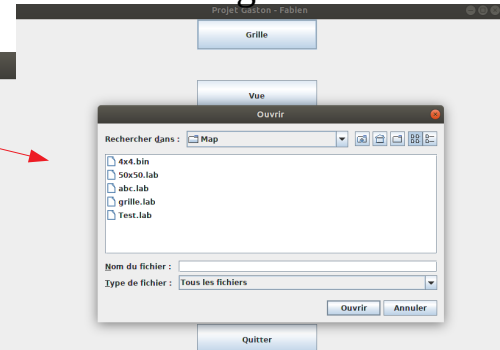 Projet Gaston - Fabien
Grille
Vue
Ouvrir
Rechercher dans : Map
4x4.bin
50x50.lab
abc.lab
grille.lab
Test.lab
Nom du fichier :
Type de fichier : Tous les fichiers
Ouvrir Annuler
Quitter